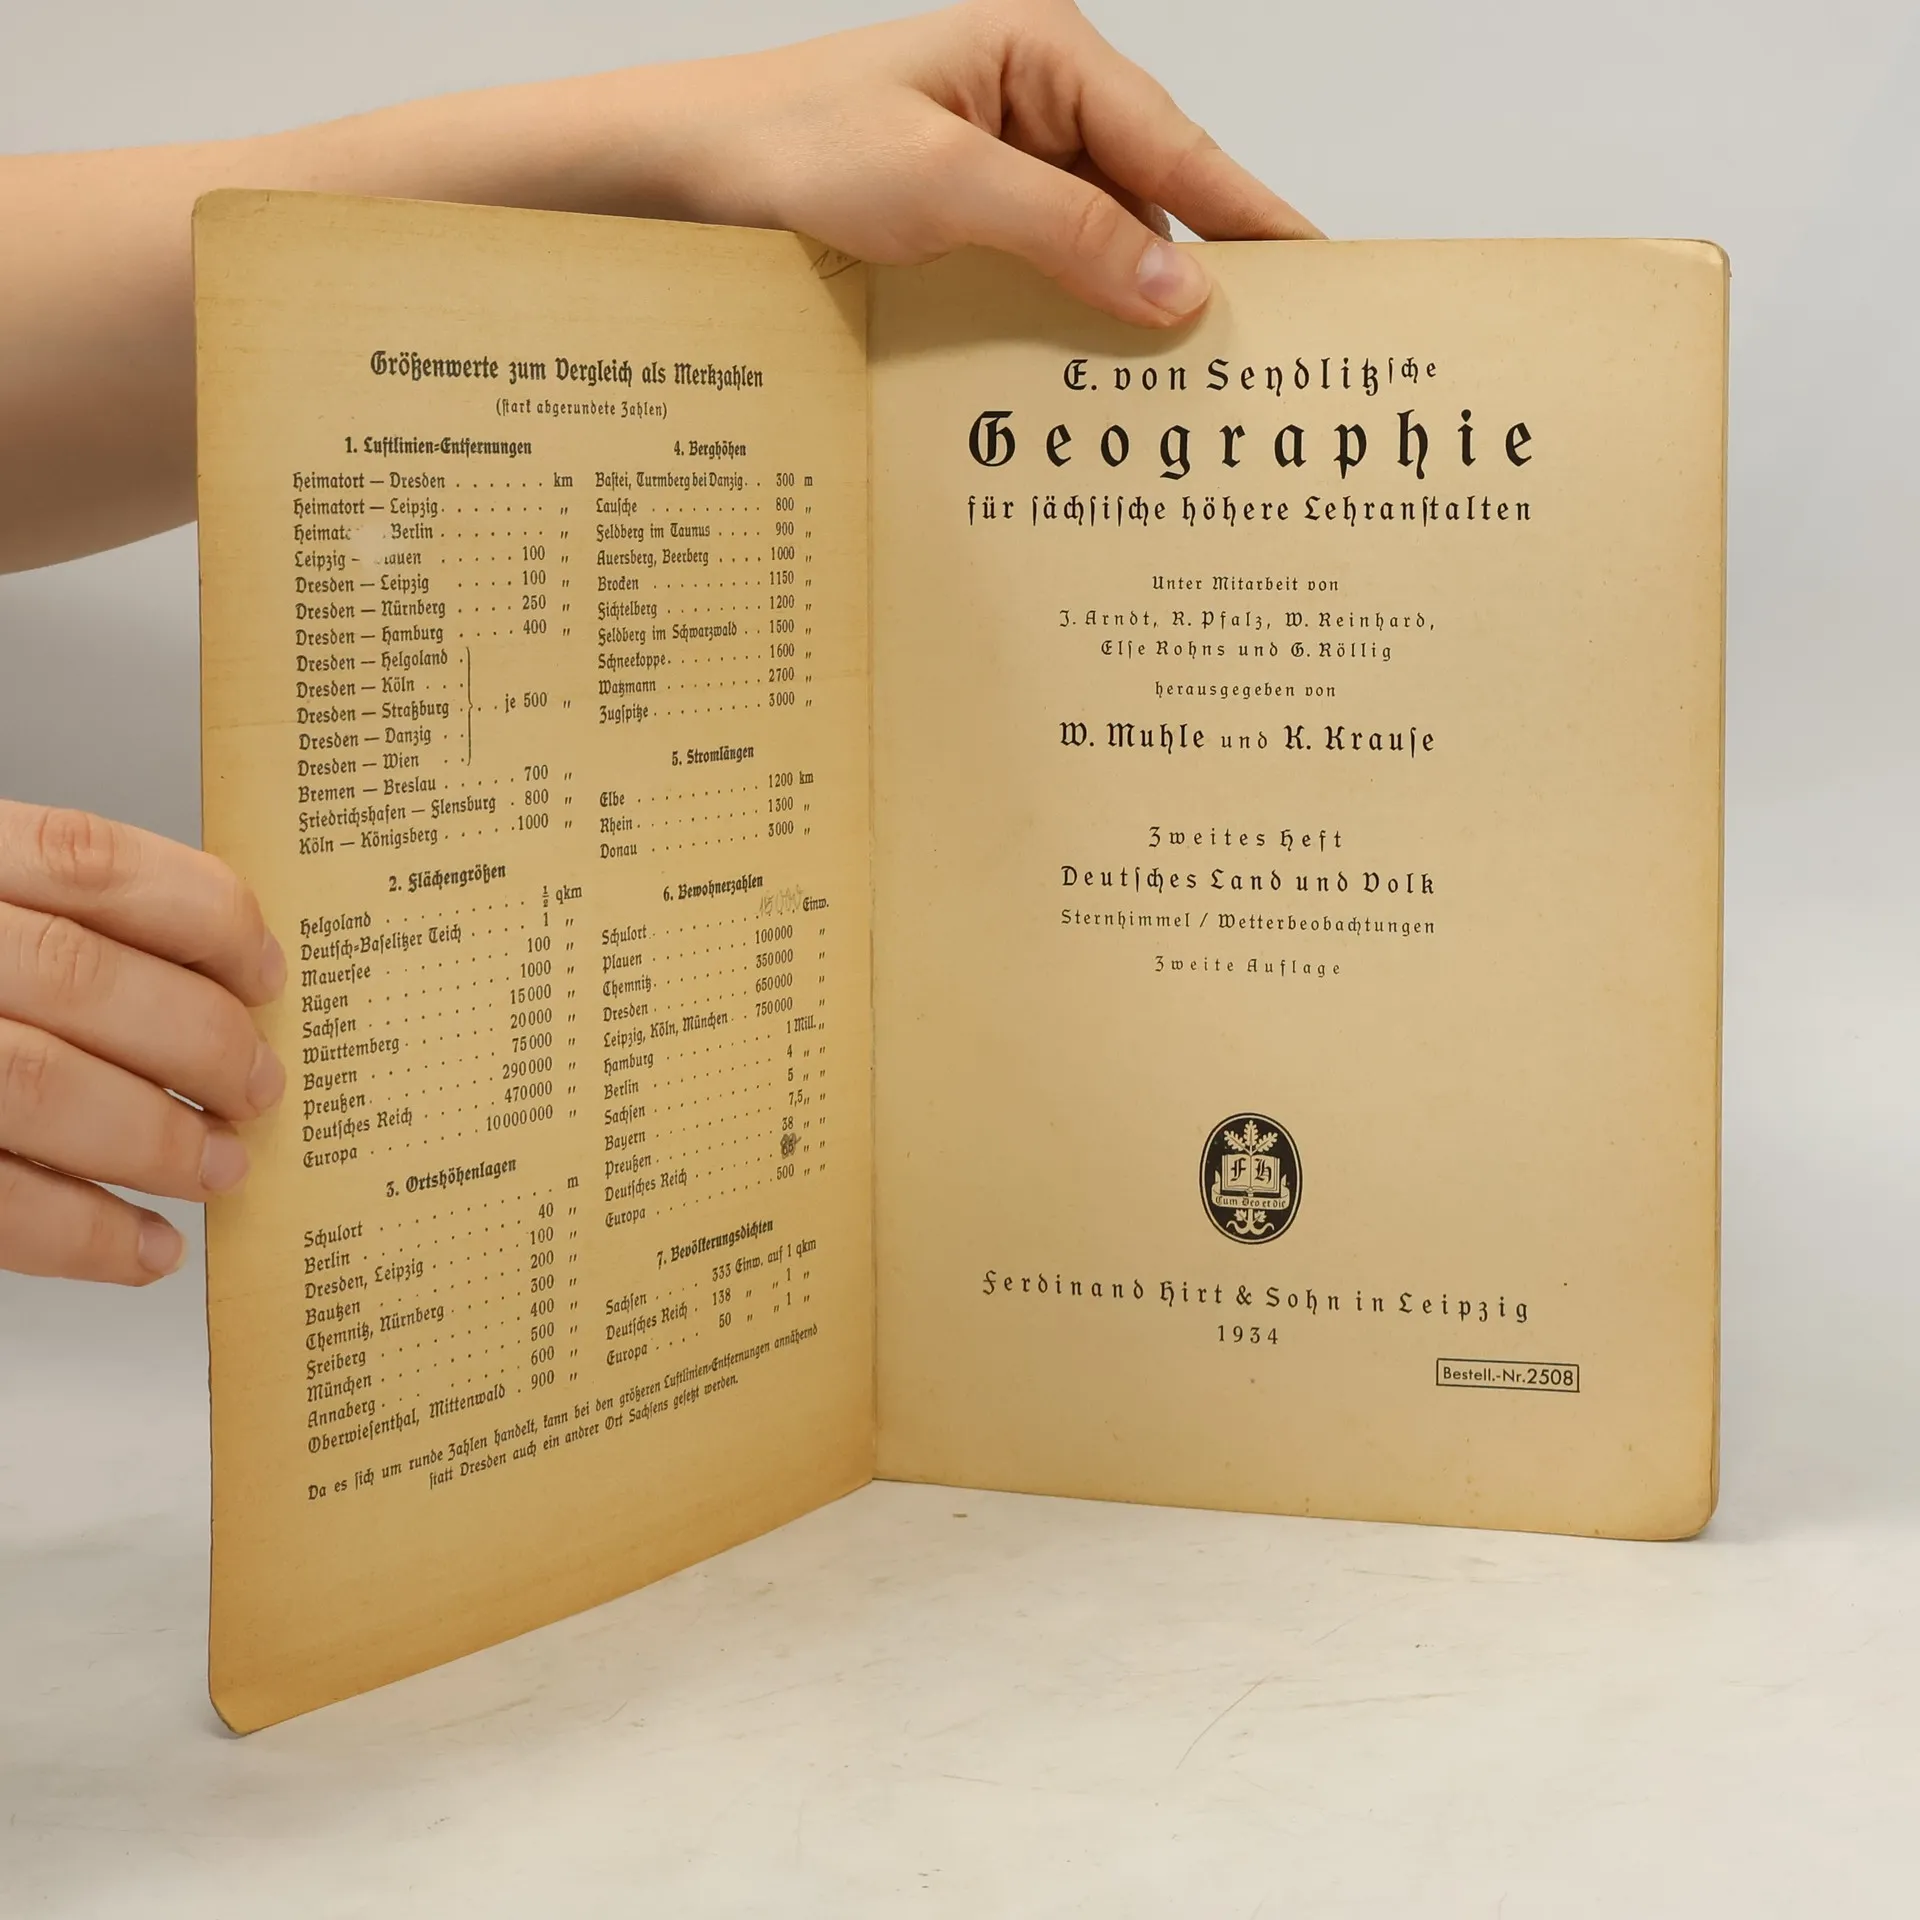 Größenwerte zum Vergleich als Merkzahlen
(stark abgerundete Zahlen)
1. Luftlinien-Entfernungen
Heimatort — Dresden . . . . . . km
Heimatort — Leipzig . . . . . . . „
Berlin . . . . . . . „
Leipzig – . . . . . 100 „
Dresden — Leipzig . . . . 100 „
Dresden — Nürnberg . . . . 250 „
Dresden — Hamburg . . . . 400 „
Dresden — Helgoland .
Dresden — Köln . . .
Dresden — Straßburg . . . je 500 „
Dresden — Danzig . .
Dresden — Wien . .
Bremen — Breslau . . . . . 700 „
Friedrichshafen — Flensburg . 800 „
Köln — Königsberg . . . . . 1000 „
2. Flächengrößen
Helgoland . . . . . . . . . ½ qkm
Deutsch-Baselitzer Teich . . . . 1 „
Mauersee . . . . . . . . 100 „
Rügen . . . . . . . . . 1000 „
Sachsen . . . . . . . . 15000 „
Württemberg . . . . . . 20000 „
Bayern . . . . . . . . 75000 „
Preußen . . . . . . . 290000 „
Deutsches Reich . . . . . 470000 „
Europa . . . . . . . 10000000 „
3. Ortshöhenlagen
Schulort . . . . . . . . . m
Berlin . . . . . . . . . 40 „
Dresden, Leipzig . . . . . . 100 „
Bautzen . . . . . . . . 200 „
Chemnitz, Nürnberg . . . . . 300 „
Freiberg . . . . . . . . 400 „
München . . . . . . . . 500 „
Annaberg . . . . . . . . 600 „
Oberwiesenthal, Mittenwald . 900 „
4. Berghöhen
Bastei, Turmberg bei Danzig . . 300 m
Lausche . . . . . . . . . 800 „
Feldberg im Taunus . . . . 900 „
Auersberg, Beerberg . . . . 1000 „
Brocken . . . . . . . . 1150 „
Fichtelberg . . . . . . . . 1200 „
Feldberg im Schwarzwald . . 1500 „
Schneekoppe . . . . . . . 1600 „
Watzmann . . . . . . . . 2700 „
Zugspitze . . . . . . . . . 3000 „
5. Stromlängen
Elbe . . . . . . . . . . 1200 km
Rhein . . . . . . . . . . 1300 „
Donau . . . . . . . . . 3000 „
6. Bewohnerzahlen
Schulort . . . . . . . . . Einw.
Plauen . . . . . . . . 100000 „
Chemnitz . . . . . . . 350000 „
Dresden . . . . . . . . 650000 „
Leipzig, Köln, München . . 750000 „
Hamburg . . . . . . . . 1 Mill. „
Berlin . . . . . . . . . 4 „ „
Sachsen . . . . . . . . . 5 „ „
Bayern . . . . . . . . . 7,5 „ „
Preußen . . . . . . . . . 38 „ „
Deutsches Reich . . . . . . „ „
Europa . . . . . . . . . 500 „ „
7. Bevölkerungsdichten
Sachsen . . . . 333 Einw. auf 1 qkm
Deutsches Reich . 138 „ „ 1 „
Europa . . . . 50 „ „ 1 „
Da es sich um runde Zahlen handelt, kann bei den größeren Luftlinien-Entfernungen annähernd
statt Dresden auch ein andrer Ort Sachsens gesetzt werden.
E. von Seydlitzsche
Geographie
für sächsische höhere Lehranstalten
Unter Mitarbeit von
J. Arndt, R. Pfalz, W. Reinhard,
Else Rohns und G. Röllig
herausgegeben von
W. Muhle und K. Krause
Zweites Heft
Deutsches Land und Volk
Sternhimmel / Wetterbeobachtungen
Zweite Auflage
F H
Cum Deo et die
Ferdinand Hirt & Sohn in Leipzig
1934
Bestell.-Nr. 2508